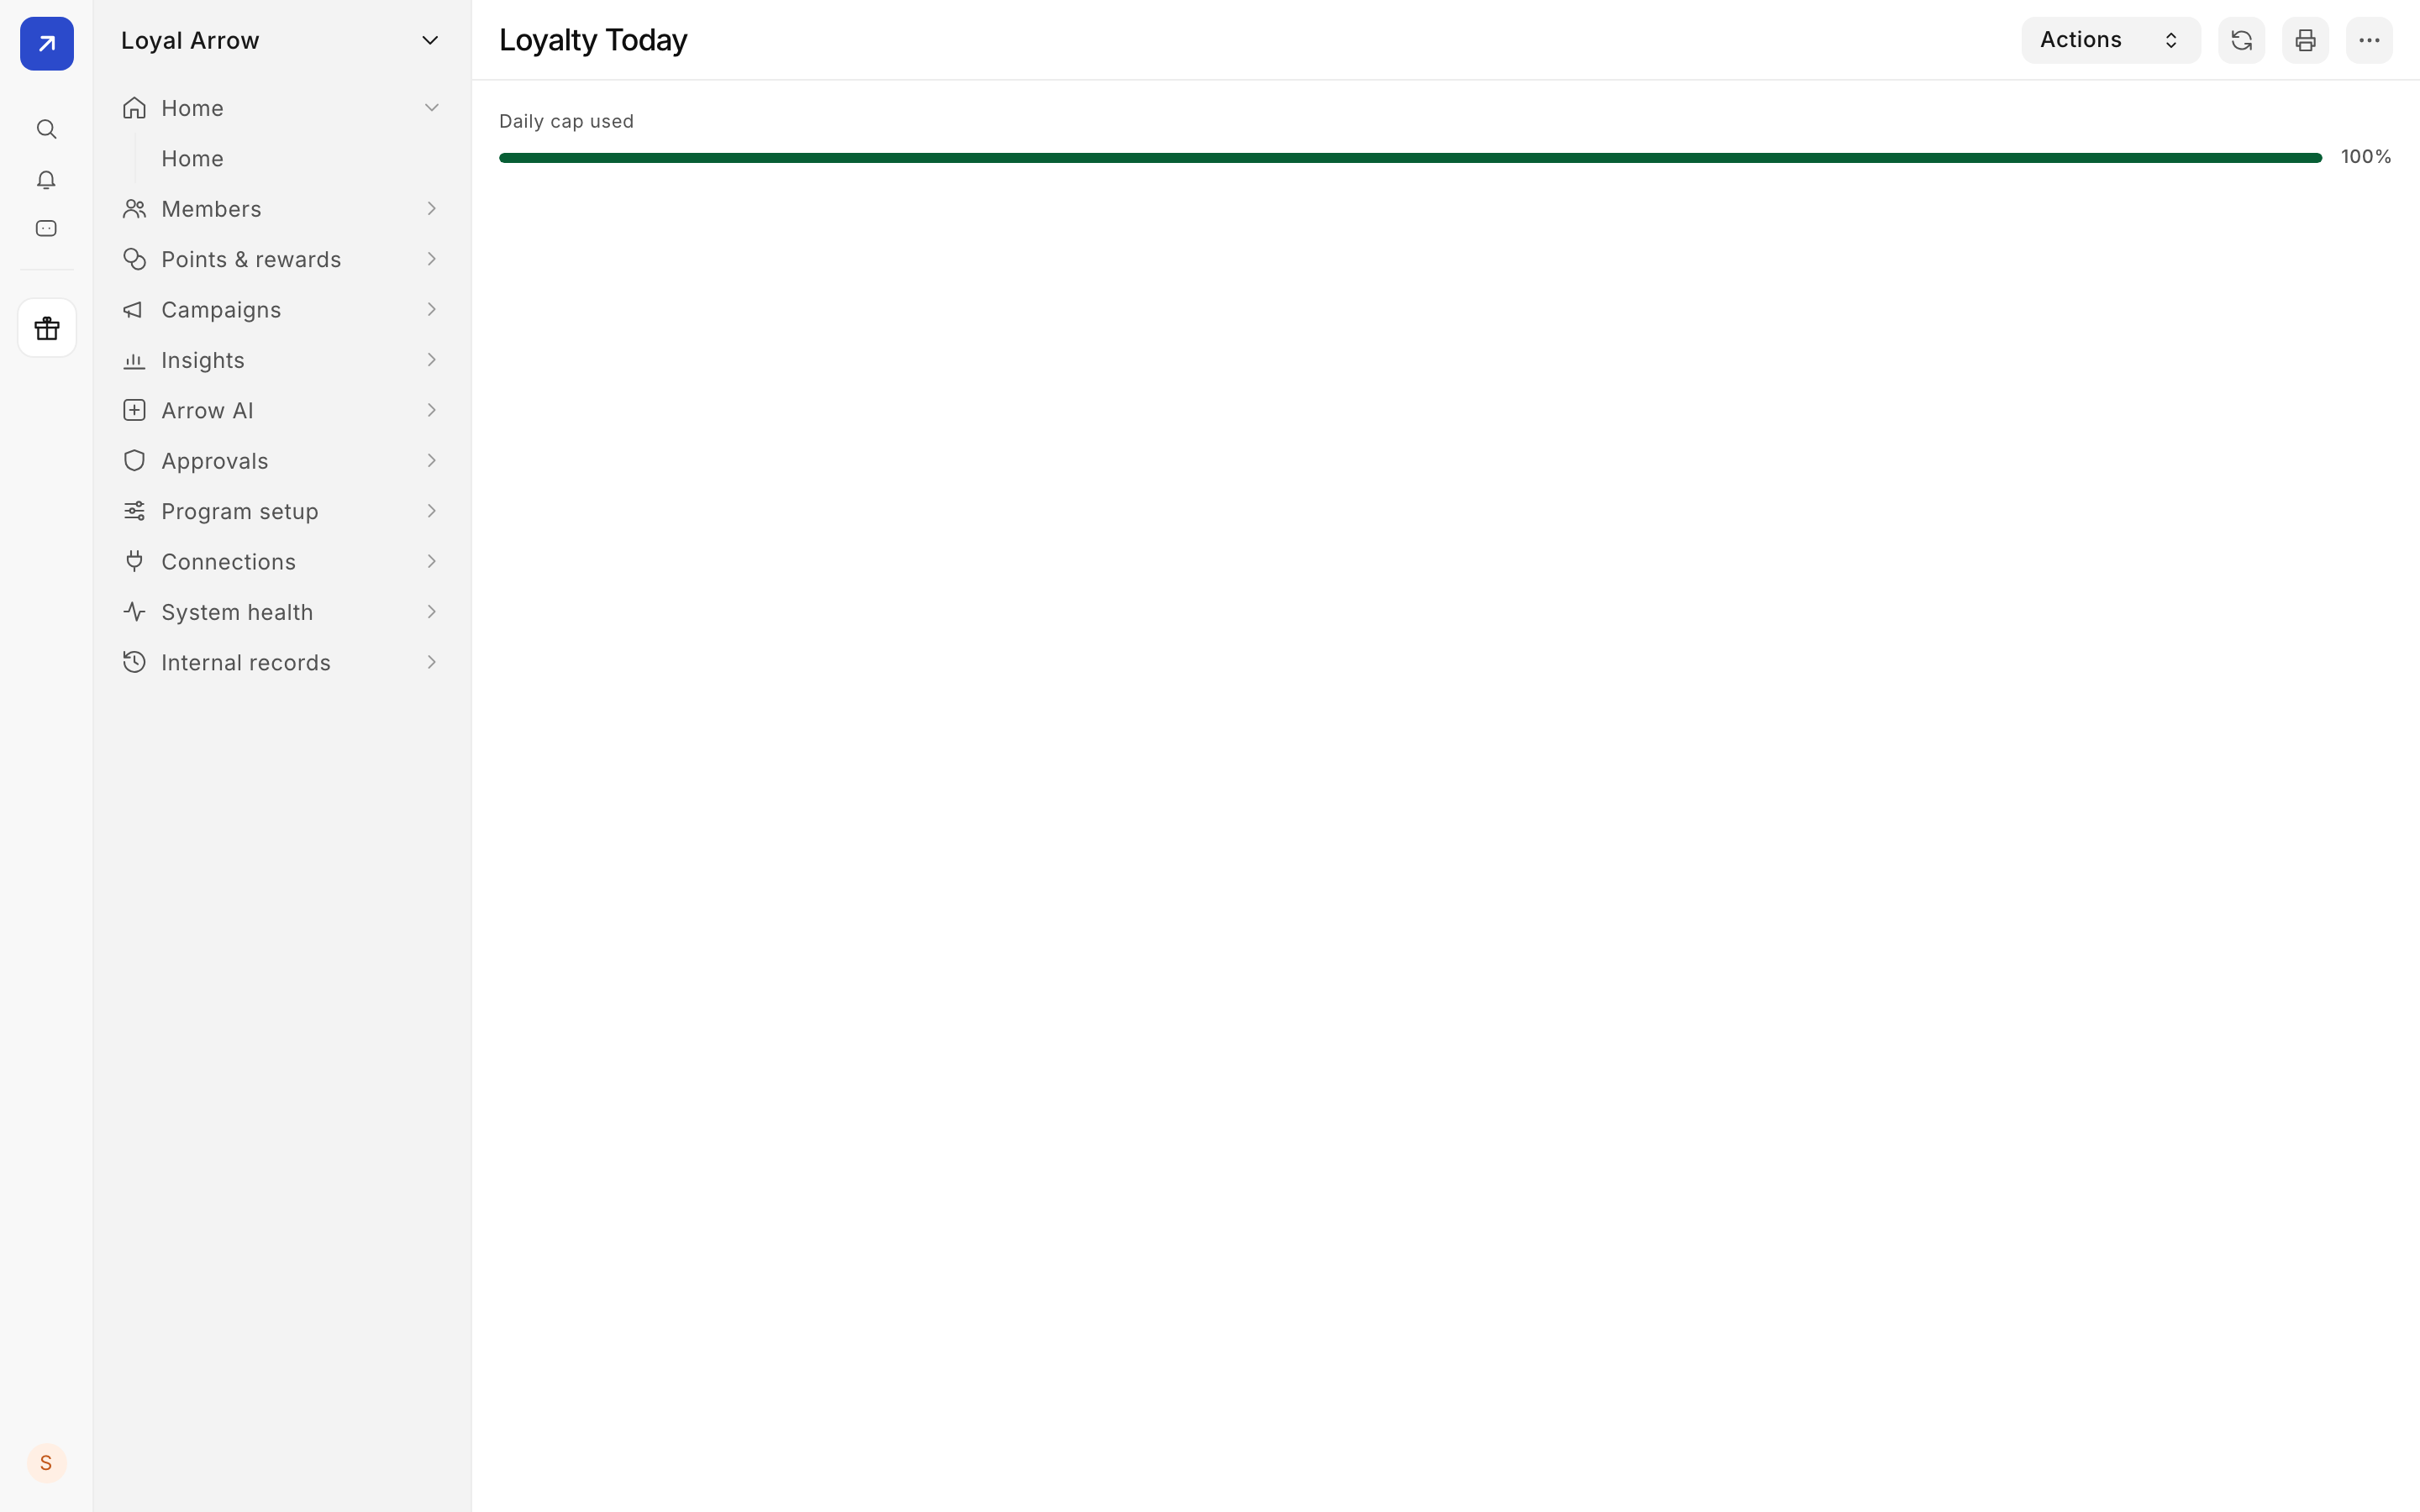 Loyal Arrow
Home
Home
Members
Points & rewards
Campaigns
Insights
Arrow AI
Approvals
Program setup
Connections
System health
Internal records
S
Loyalty Today
Actions
Daily cap used
100%